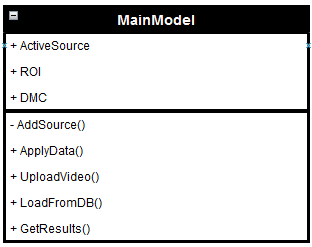 MainModel
+ ActiveSource
+ ROI
+ DMC
- AddSource()
+ ApplyData()
+ UploadVideo()
+ LoadFromDB()
+ GetResults()